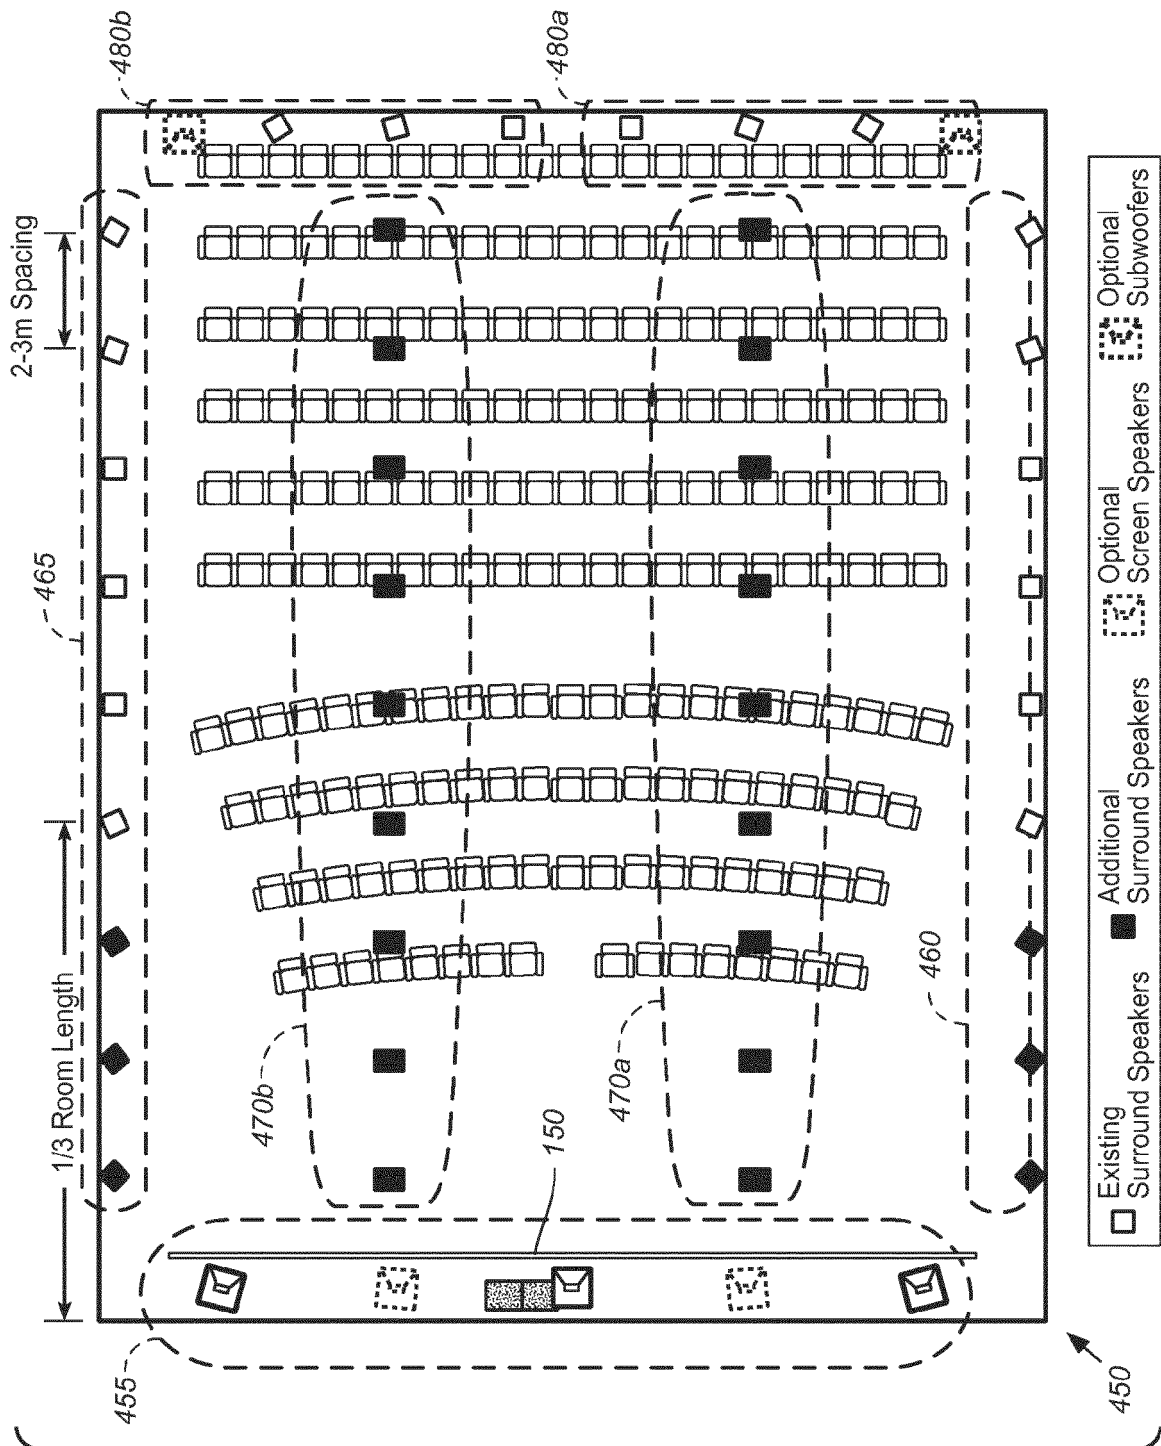 480b
480a
2-3m Spacing
465
1/3 Room Length
470b
470a
460
150
455
450
Existing
Surround Speakers
Additional
Surround Speakers
Optional
Screen Speakers
Optional
Subwoofers